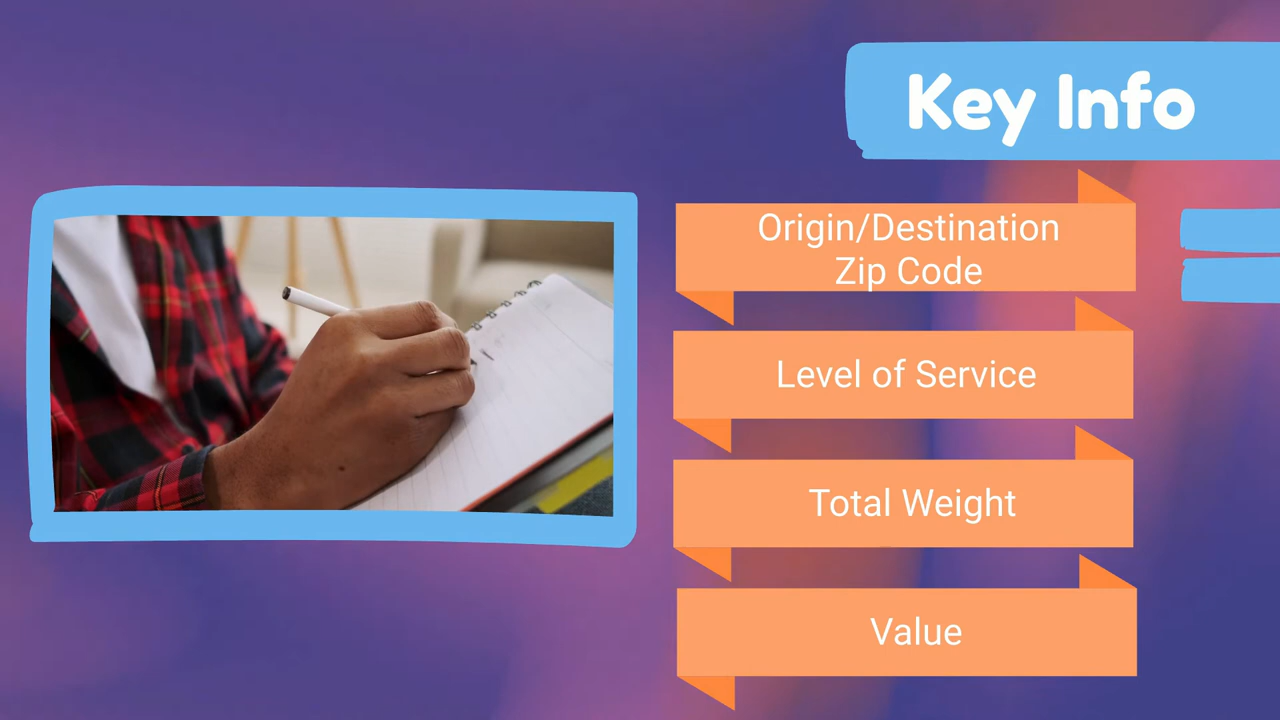 Key Info
Origin/Destination
Zip Code
Level of Service
Total Weight
Value